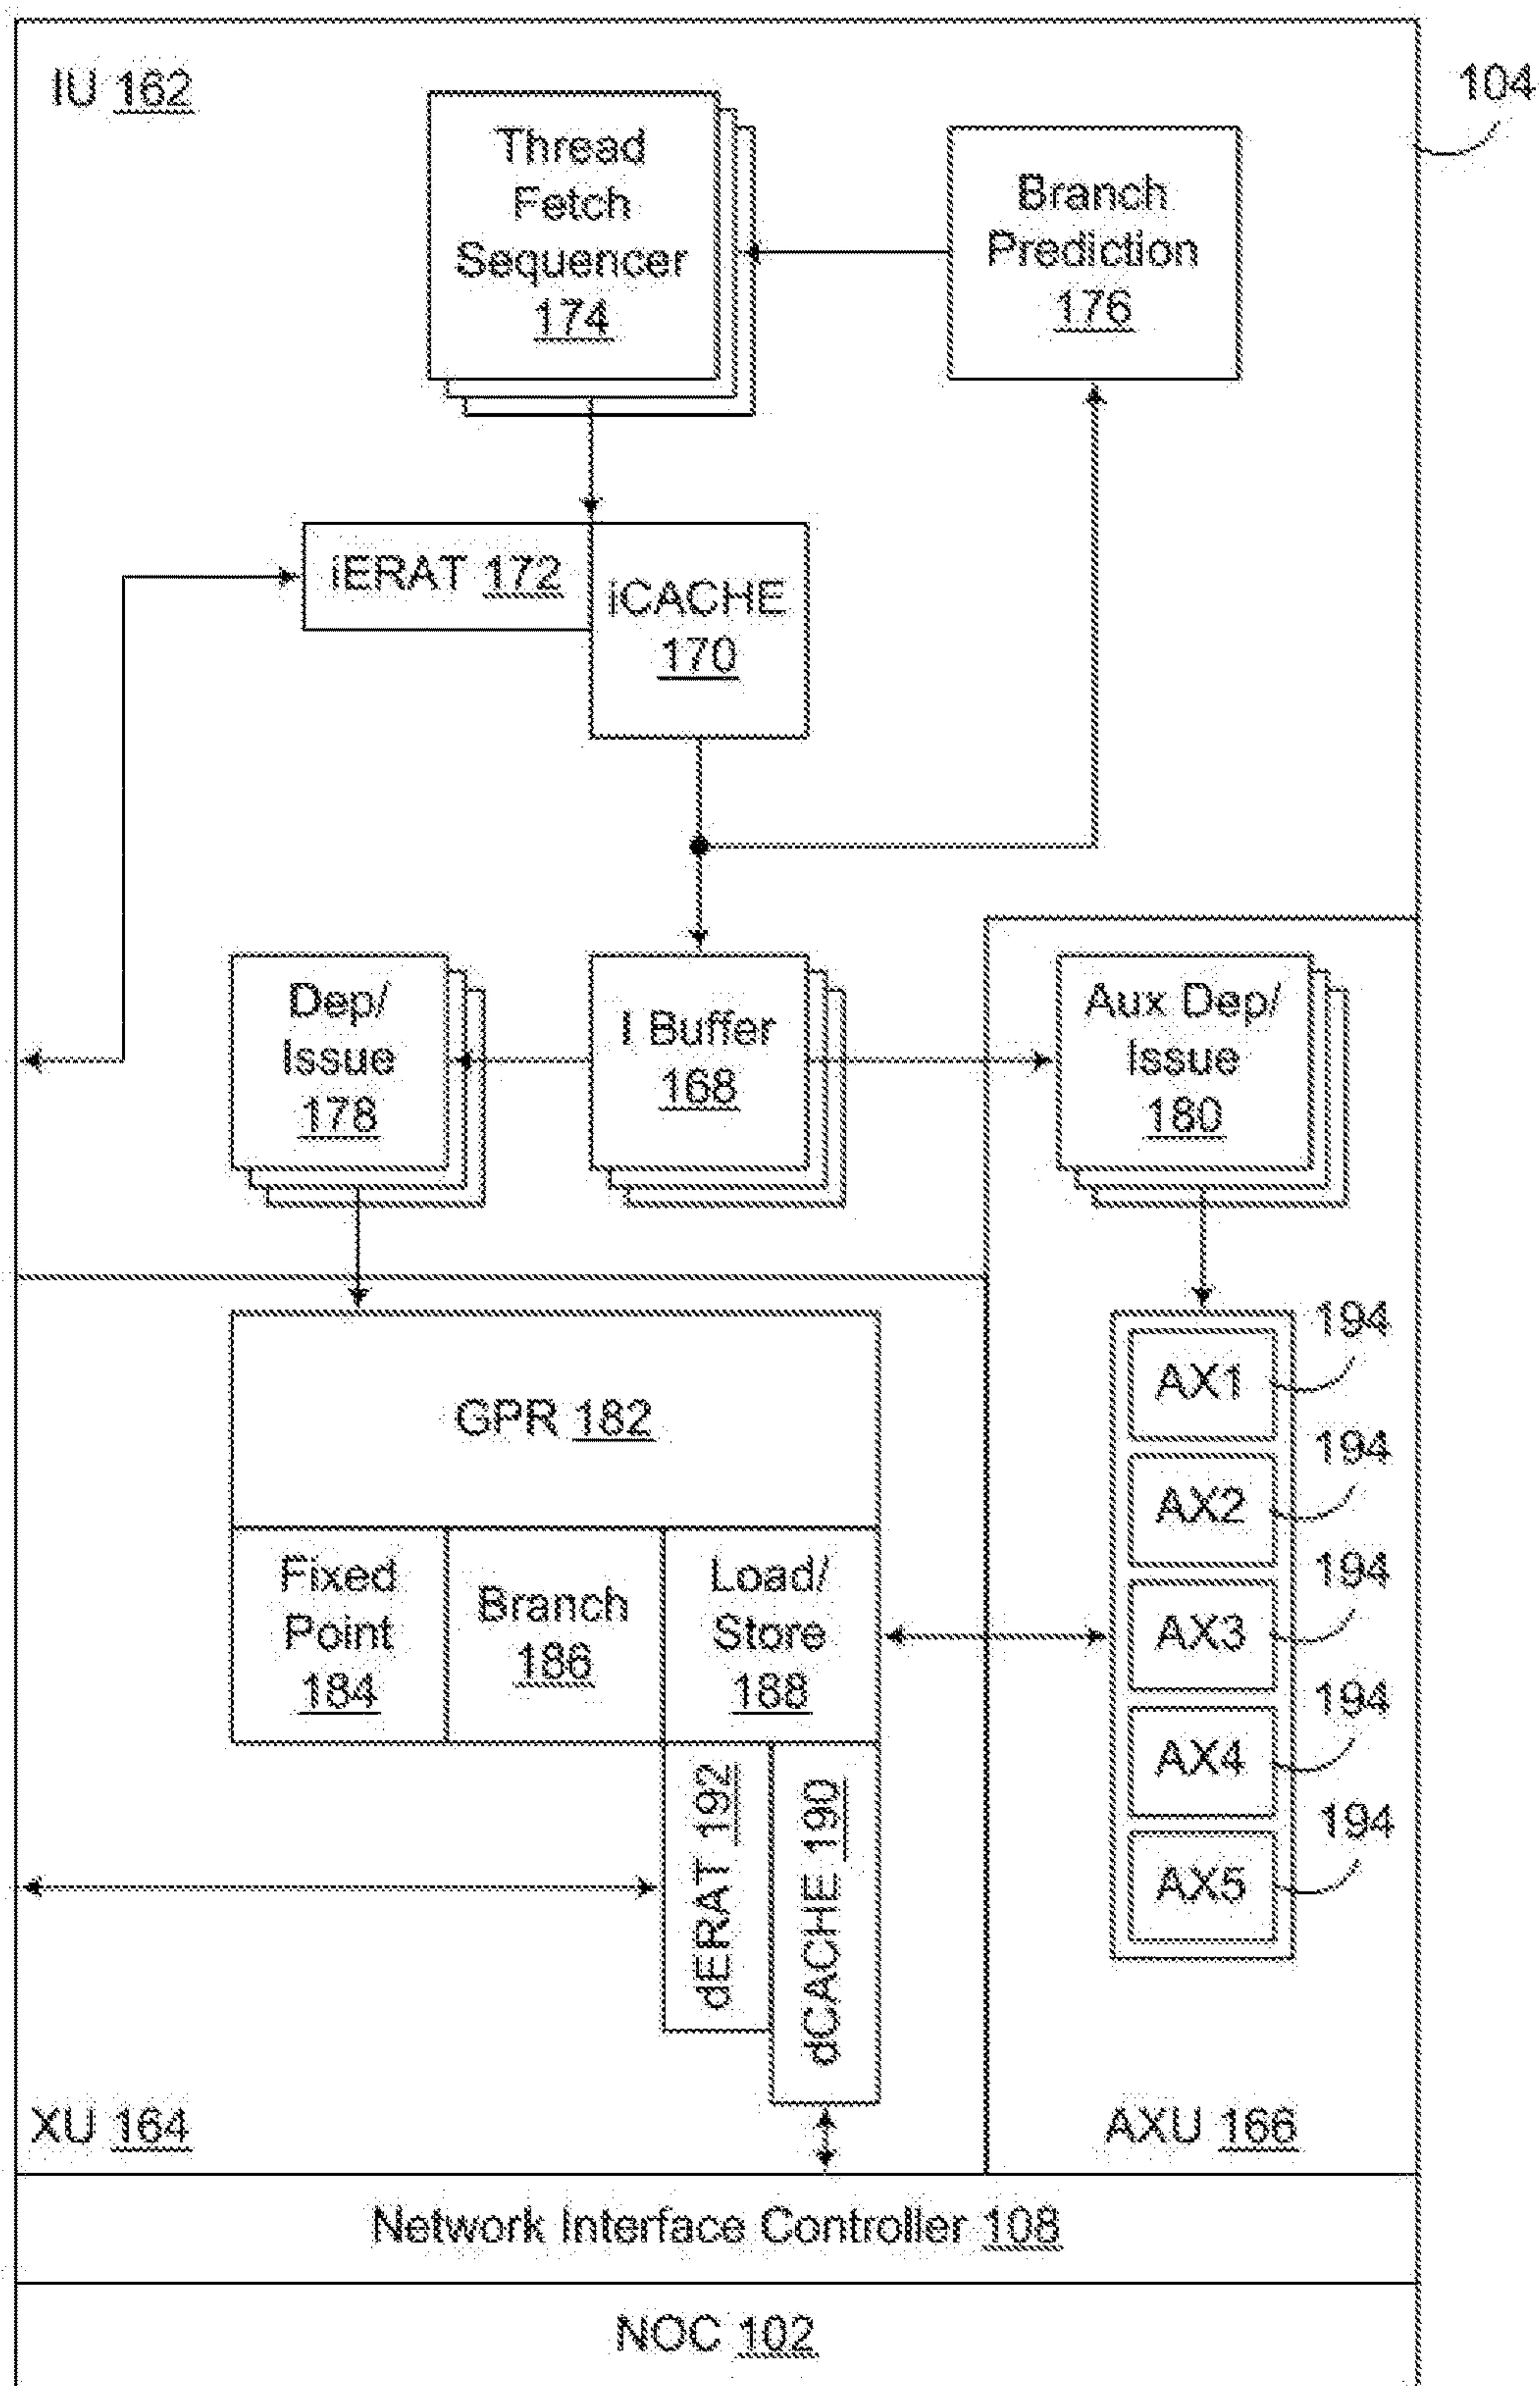 IU 162
104
Thread
Fetch
Sequencer
174
Branch
Prediction
176
iERAT 172
iCACHE
170
Dep/
Issue
178
I Buffer
168
Aux Dep/
Issue
180
GPR 182
Fixed
Point
184
Branch
186
Load/
Store
188
dERAT 192
dCACHE 190
194
AX1
194
AX2
194
AX3
194
AX4
194
AX5
XU 164
AXU 166
Network Interface Controller 108
NOC 102